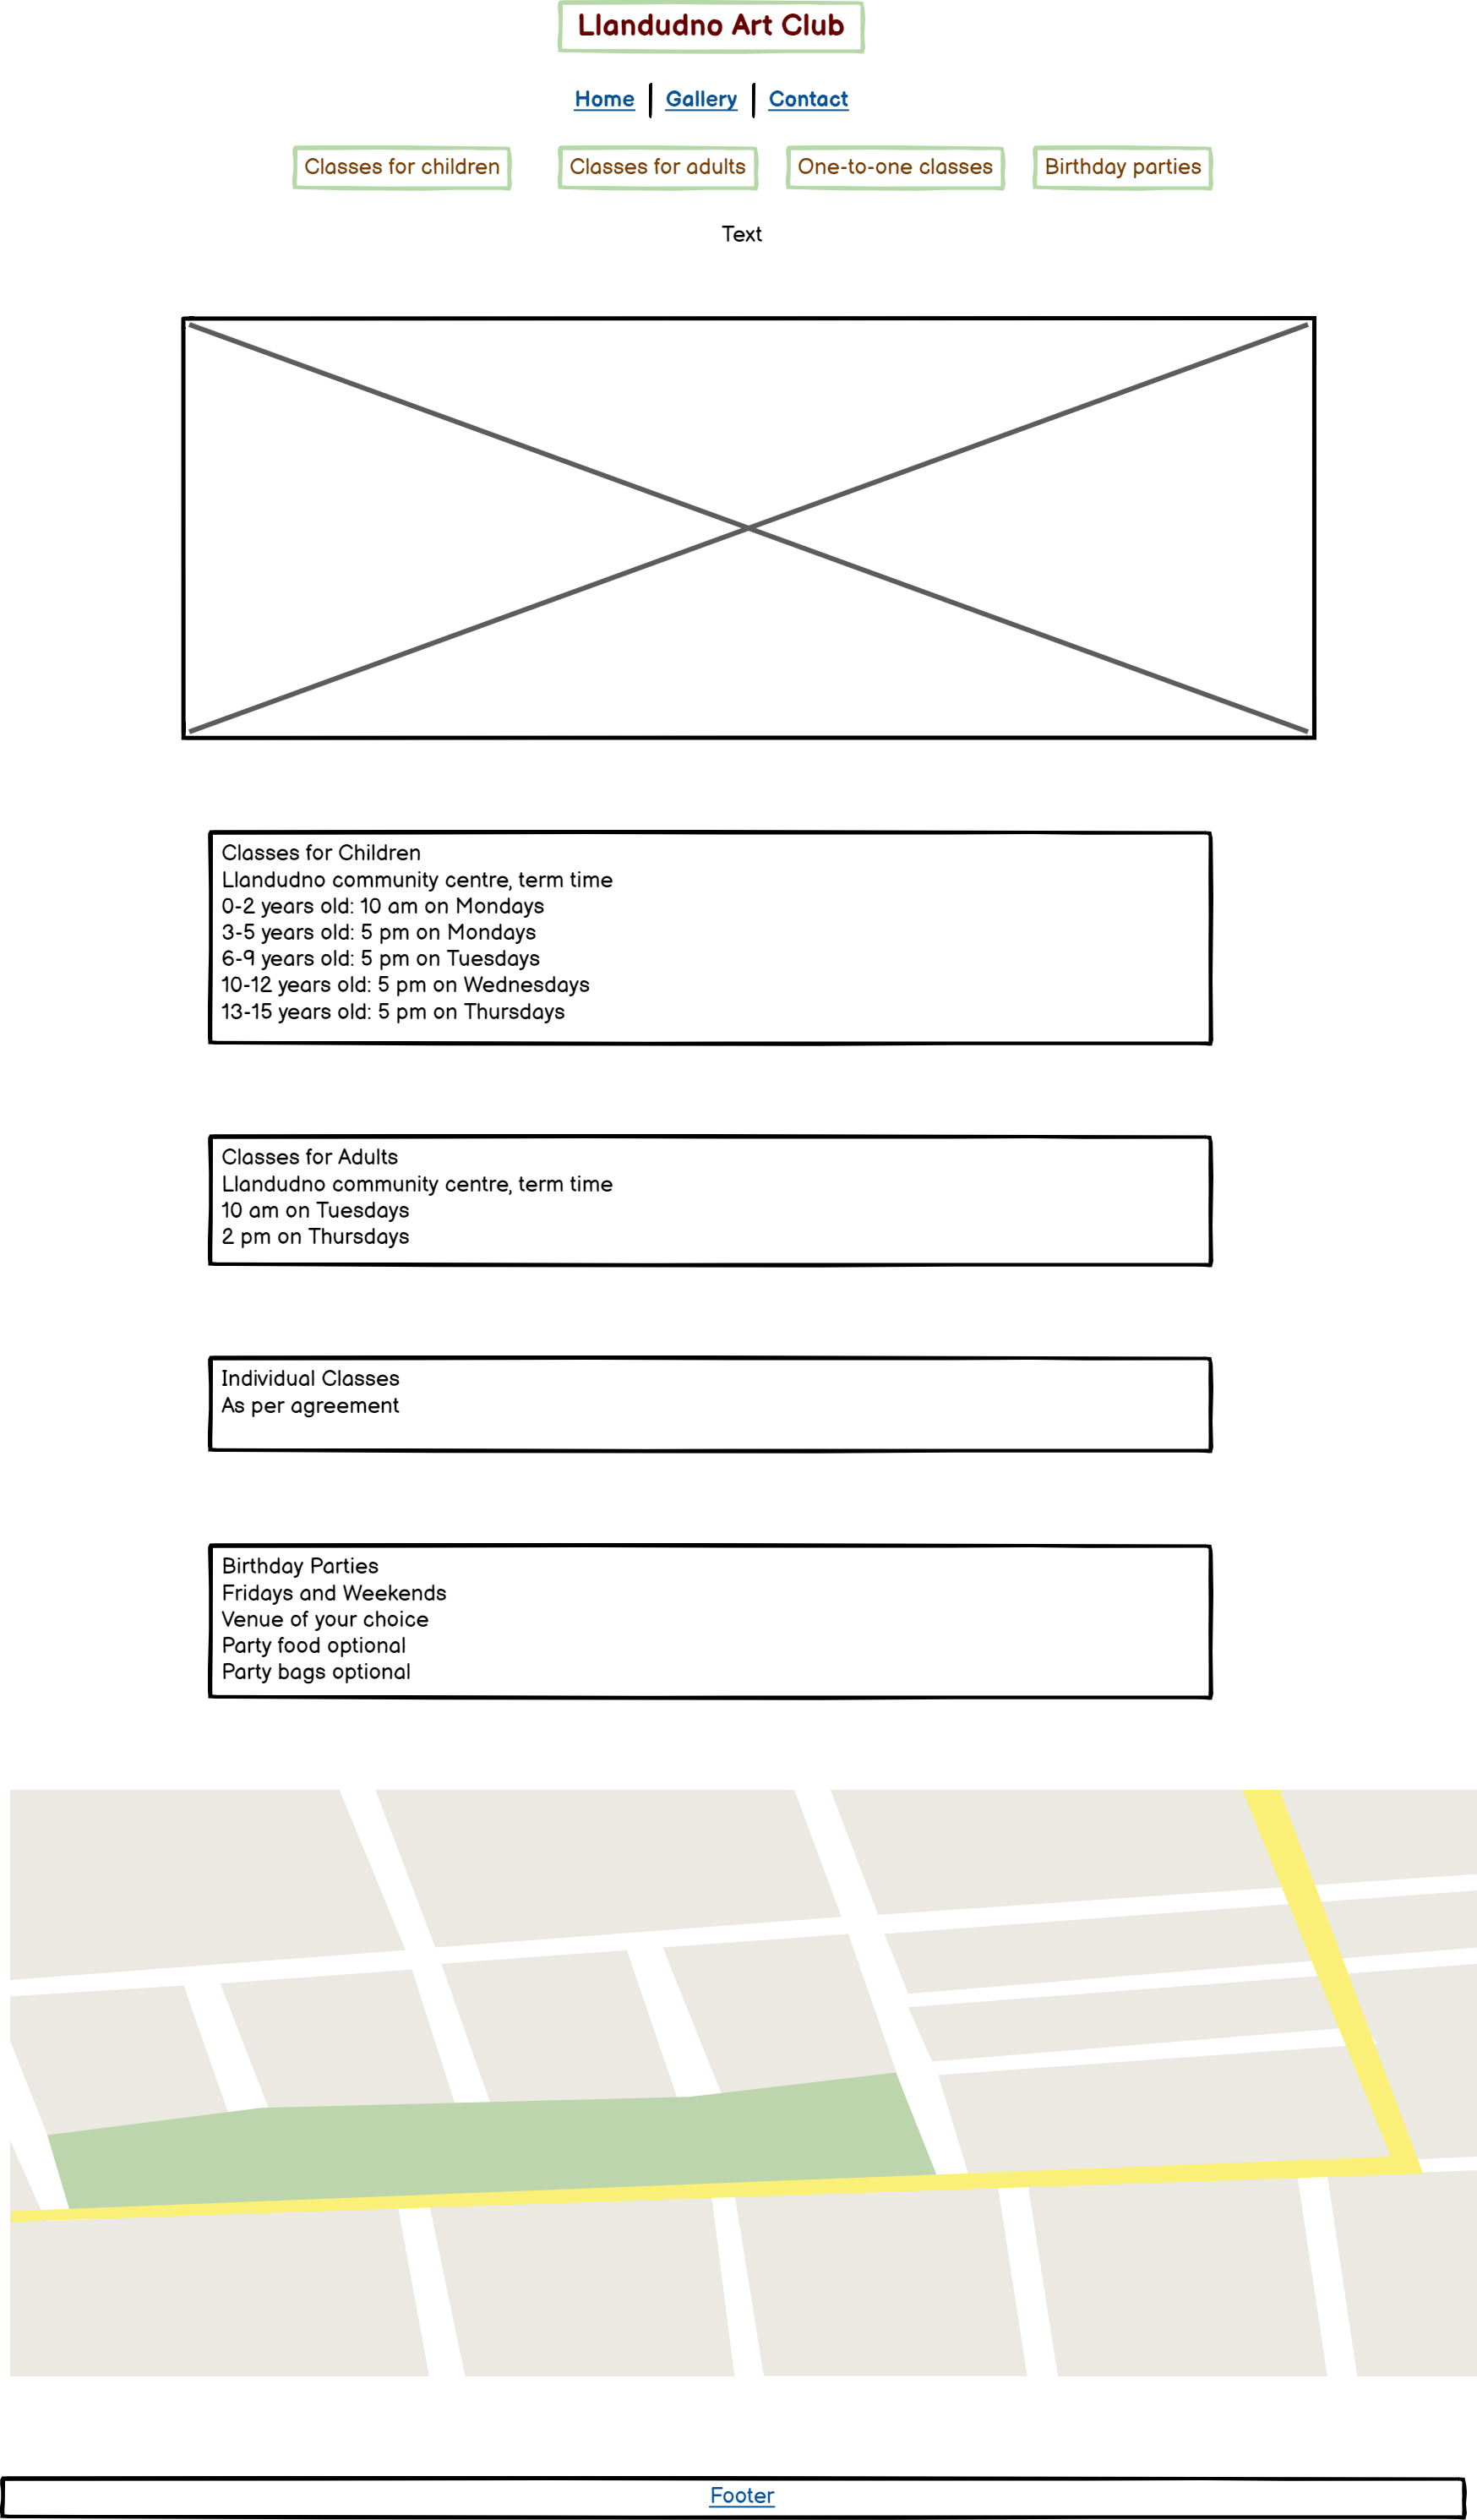 Llandudno Art Club
Home | Gallery | Contact
Classes for children
Classes for adults
One-to-one classes
Birthday parties
Text
Classes for Children
Llandudno community centre, term time
0-2 years old: 10 am on Mondays
3-5 years old: 5 pm on Mondays
6-9 years old: 5 pm on Tuesdays
10-12 years old: 5 pm on Wednesdays
13-15 years old: 5 pm on Thursdays
Classes for Adults
Llandudno community centre, term time
10 am on Tuesdays
2 pm on Thursdays
Individual Classes
As per agreement
Birthday Parties
Fridays and Weekends
Venue of your choice
Party food optional
Party bags optional
Footer